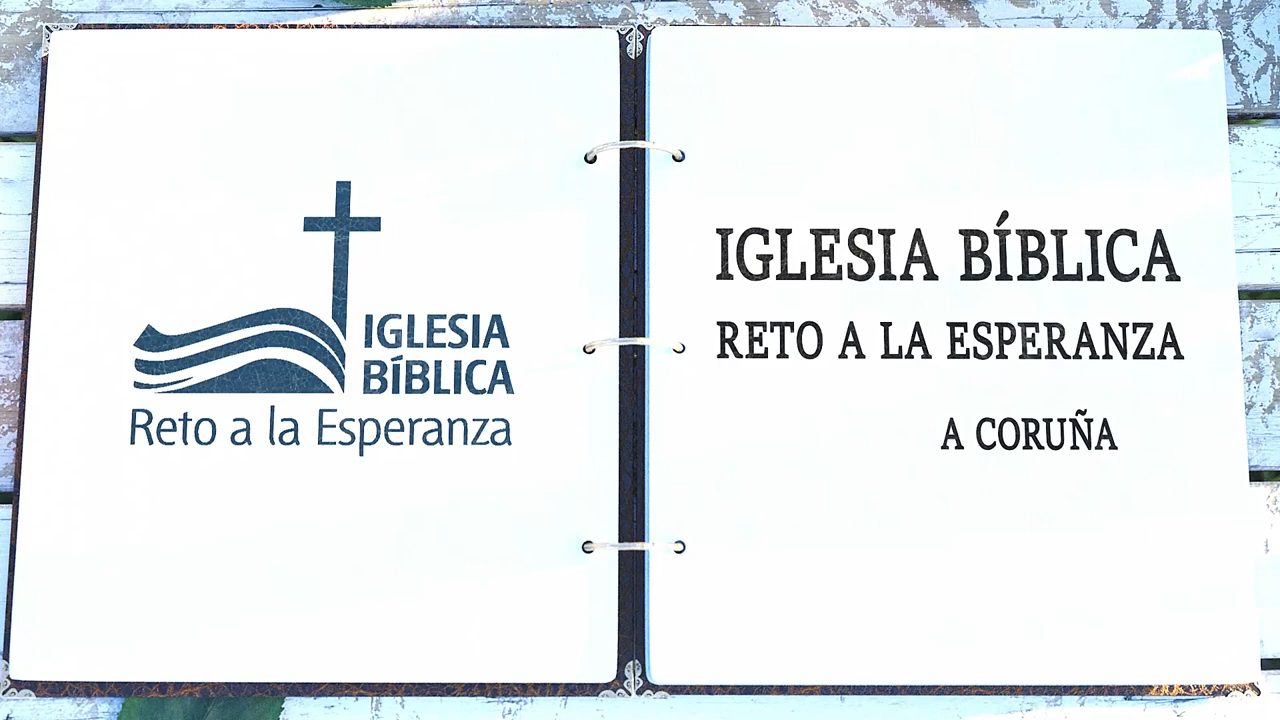 IGLESIA
BÍBLICA
Reto a la Esperanza
IGLESIA BÍBLICA
RETO A LA ESPERANZA
A CORUÑA